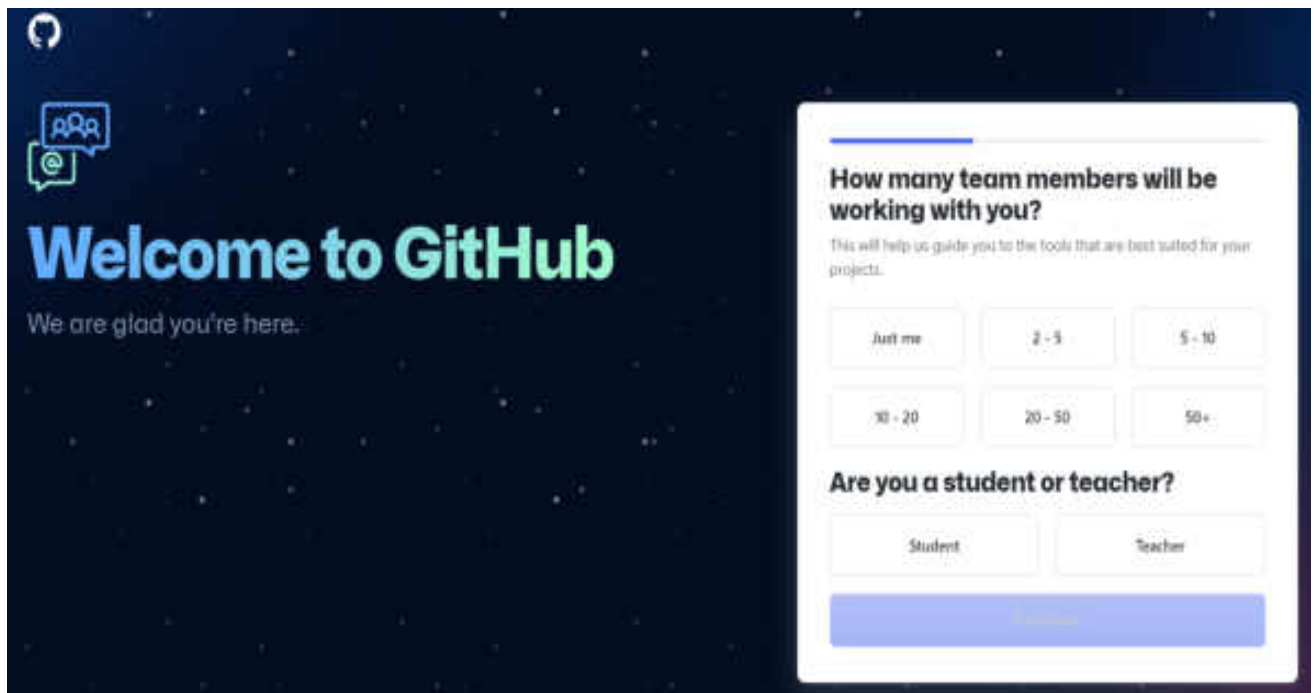 @
Welcome to GitHub
We are glad you're here.
How many team members will be
working with you?
This will help us guide you to the tools that are best suited for your
projects.
Just me
2 - 5
5 - 10
10 - 20
20 - 50
50+
Are you a student or teacher?
Student
Teacher